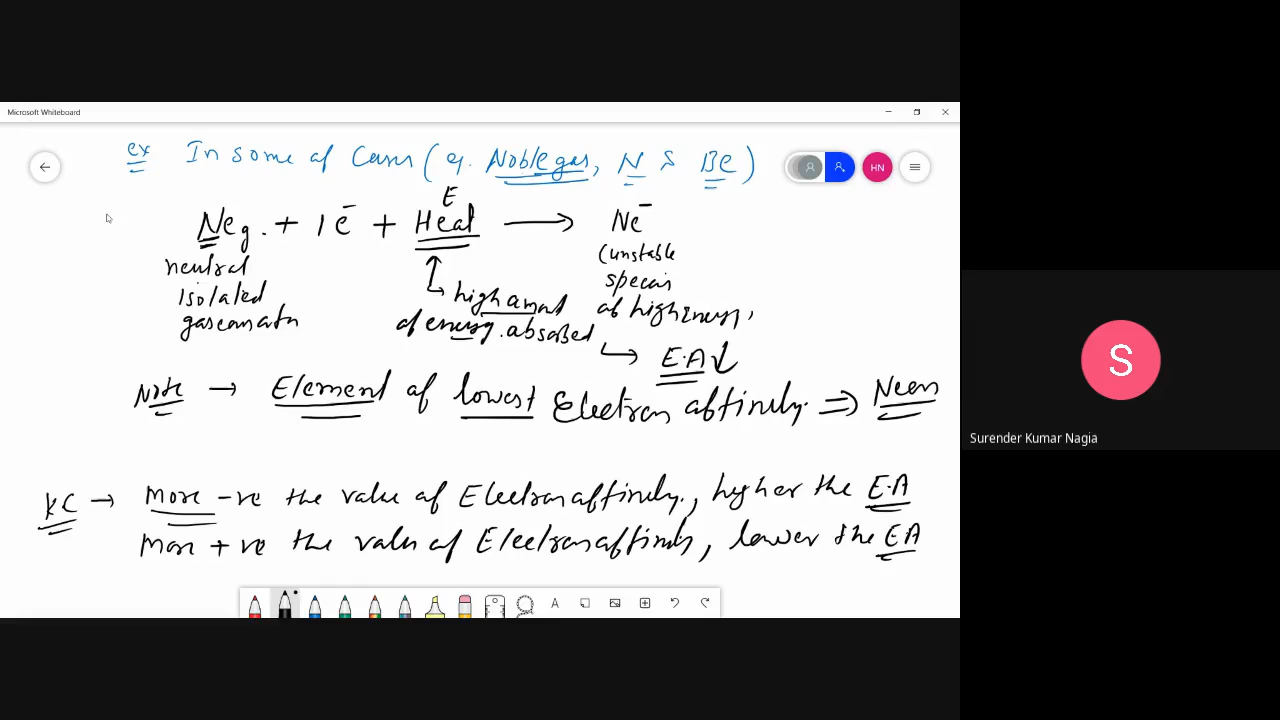 Microsoft Whiteboard
ex In some of Cases (eg. Noble gas, N & Be)
HN
E
Neg. + 1e⁻ + Heat → Ne⁻
neutral isolated gaseous atom
high amount of energy absorbed
(unstable species of high Energy,
E.A↓
Note → Element of lowest Electron affinity. ⇒ Neon
KC → More -ve the value of Electron affinity, higher the E.A
More +ve the value of Electron affinity, lower the EA
S
Surender Kumar Nagia